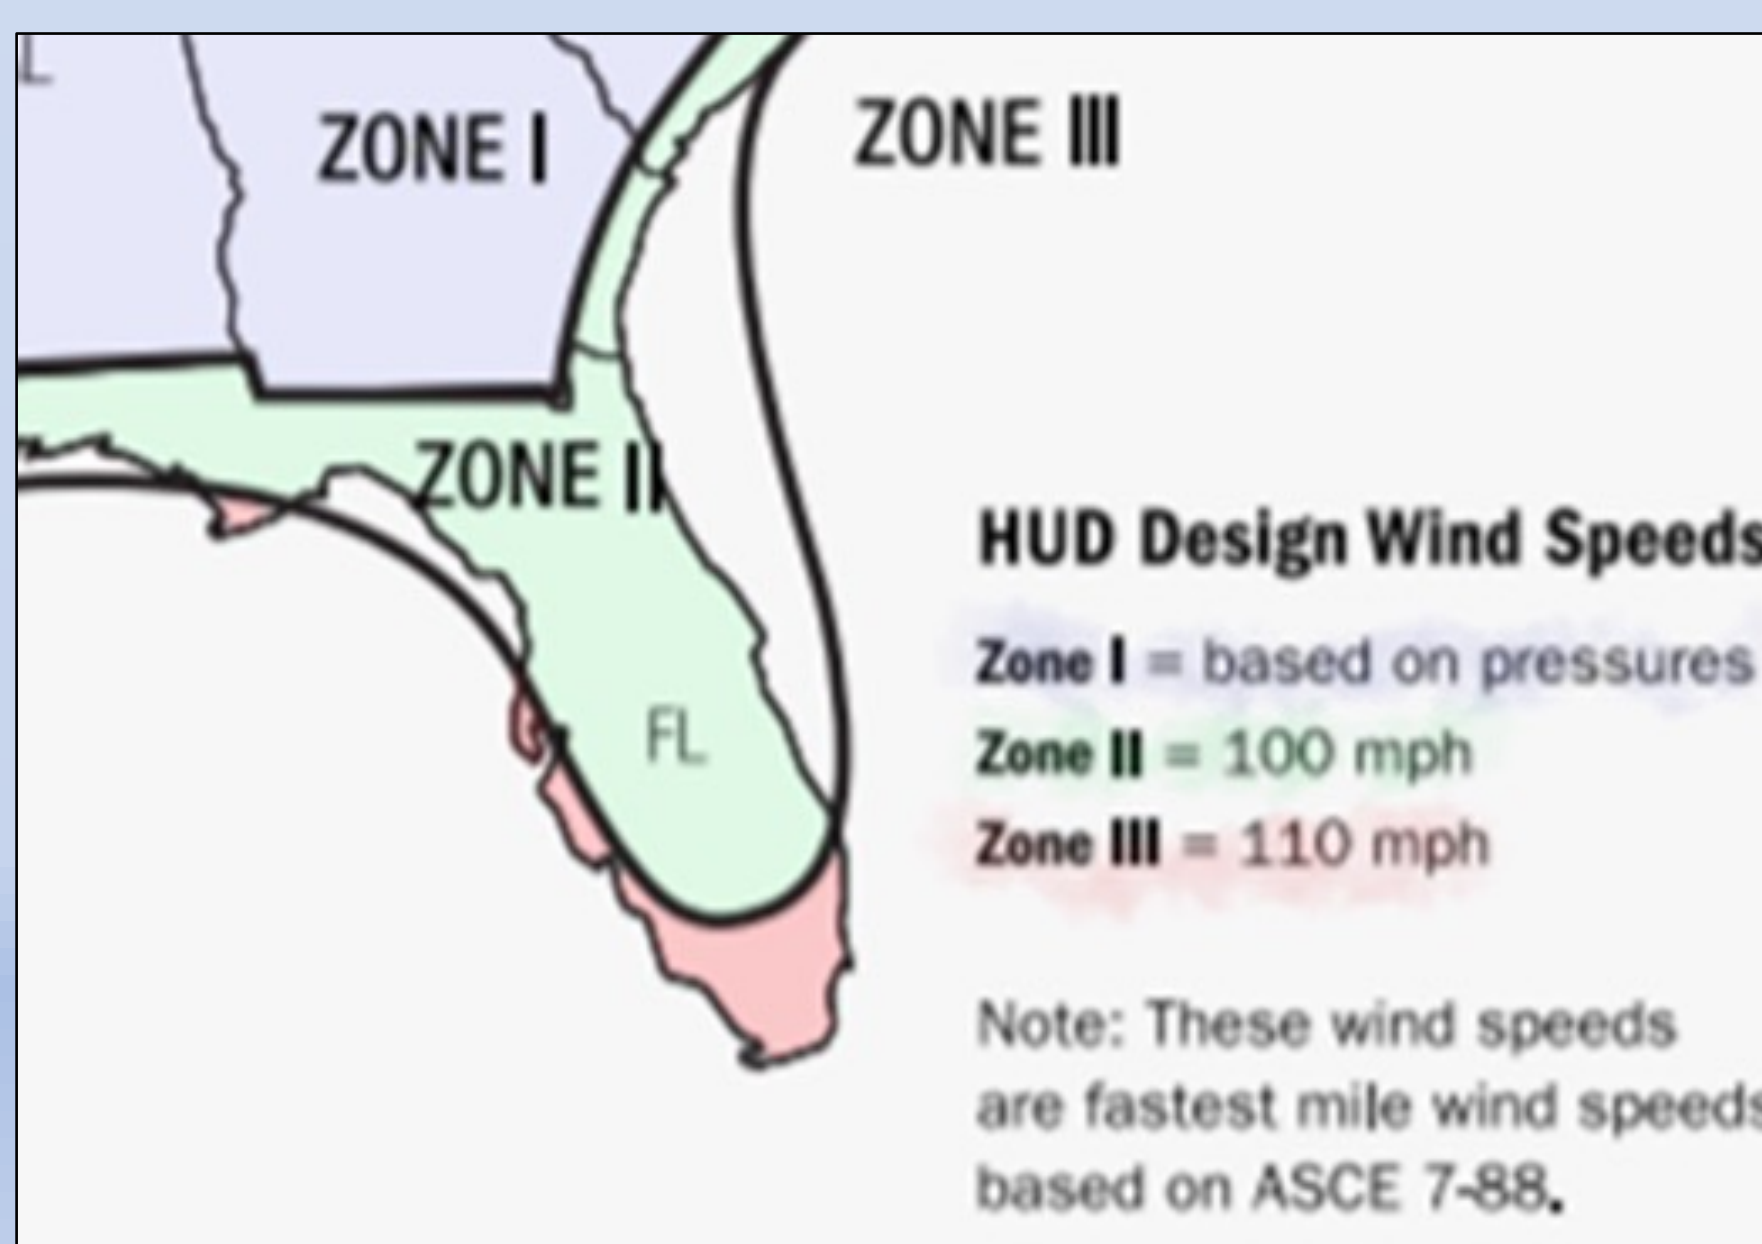 L
ZONE I
ZONE III
ZONE II
FL
HUD Design Wind Speeds
Zone I = based on pressures
Zone II = 100 mph
Zone III = 110 mph
Note: These wind speeds
are fastest mile wind speeds
based on ASCE 7-88.